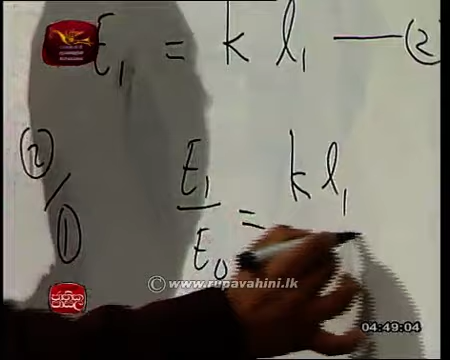 E₁ = k l₁ — ②
② / ① E₁ / E₀ = k l₁
© www.rupavahini.lk
04:49:04